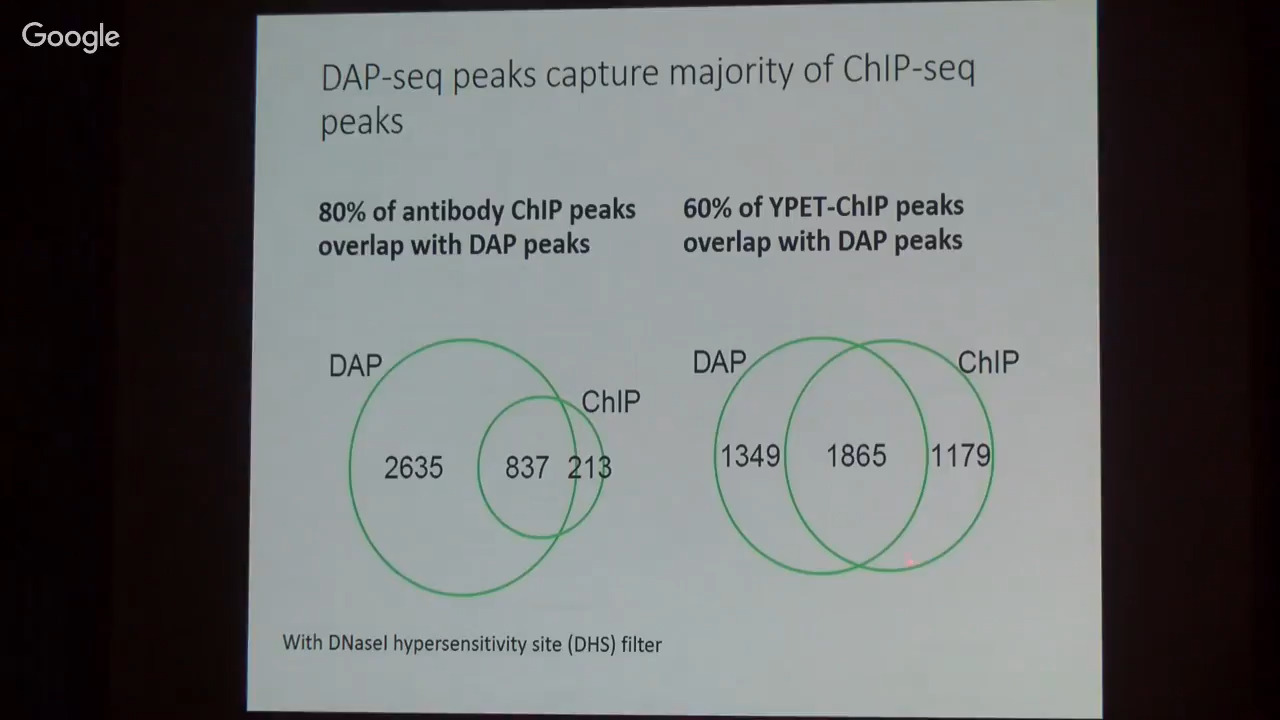 Google
DAP-seq peaks capture majority of ChIP-seq
peaks
80% of antibody ChIP peaks
overlap with DAP peaks
60% of YPET-ChIP peaks
overlap with DAP peaks
DAP
ChIP
2635
837
213
DAP
ChIP
1349
1865
1179
With DNaseI hypersensitivity site (DHS) filter